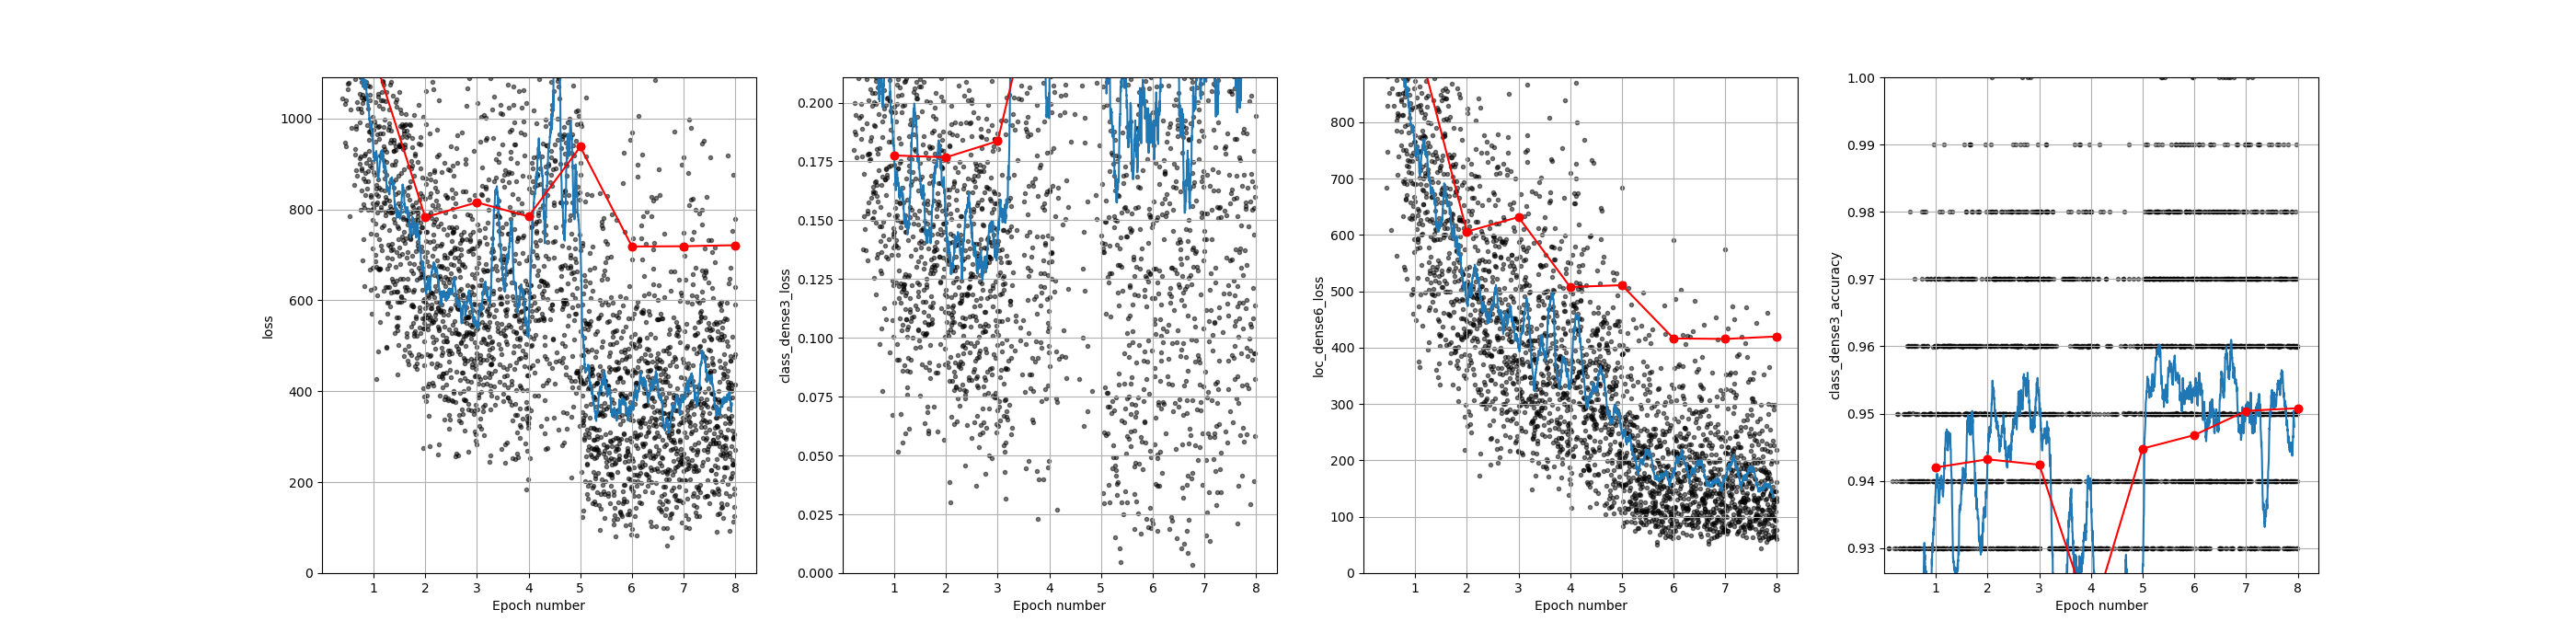 loss
1000
800
600
400
200
0
1 2 3 4 5 6 7 8
Epoch number
class_dense3_loss
0.200
0.175
0.150
0.125
0.100
0.075
0.050
0.025
0.000
1 2 3 4 5 6 7 8
Epoch number
loc_dense6_loss
800
700
600
500
400
300
200
100
0
1 2 3 4 5 6 7 8
Epoch number
class_dense3_accuracy
1.00
0.99
0.98
0.97
0.96
0.95
0.94
0.93
1 2 3 4 5 6 7 8
Epoch number